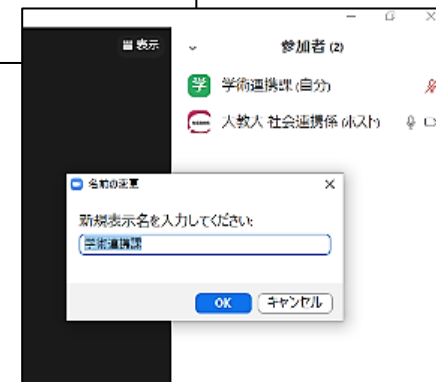 表示
参加者 (2)
学 学術連携課 (自分)
大教大 社会連携係 (ホスト)
名前の変更
新規表示名を入力してください:
学術連携課
OK キャンセル